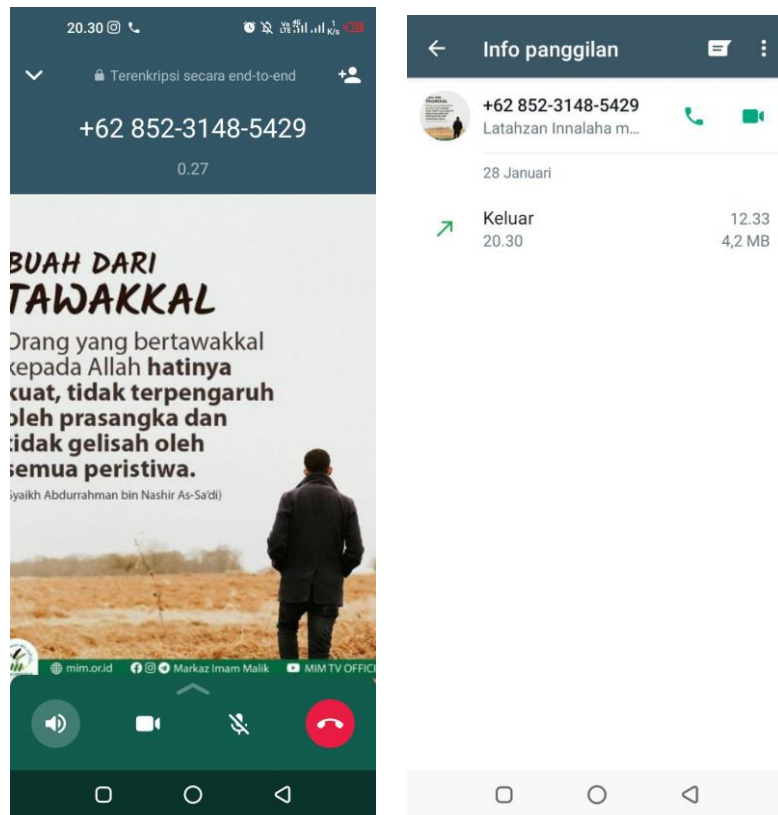 20.30
Terenkripsi secara end-to-end
+62 852-3148-5429
0.27
BUAH DARI
TAWAKKAL
Orang yang bertawakkal
kepada Allah hatinya
kuat, tidak terpengaruh
oleh prasangka dan
tidak gelisah oleh
semua peristiwa.
Syaikh Abdurrahman bin Nashir As-Sa'di)
mim.or.id Markaz Imam Malik MIM TV OFFICI
Info panggilan
+62 852-3148-5429
Latahzan Innalaha m...
28 Januari
Keluar 12.33
20.30 4,2 MB